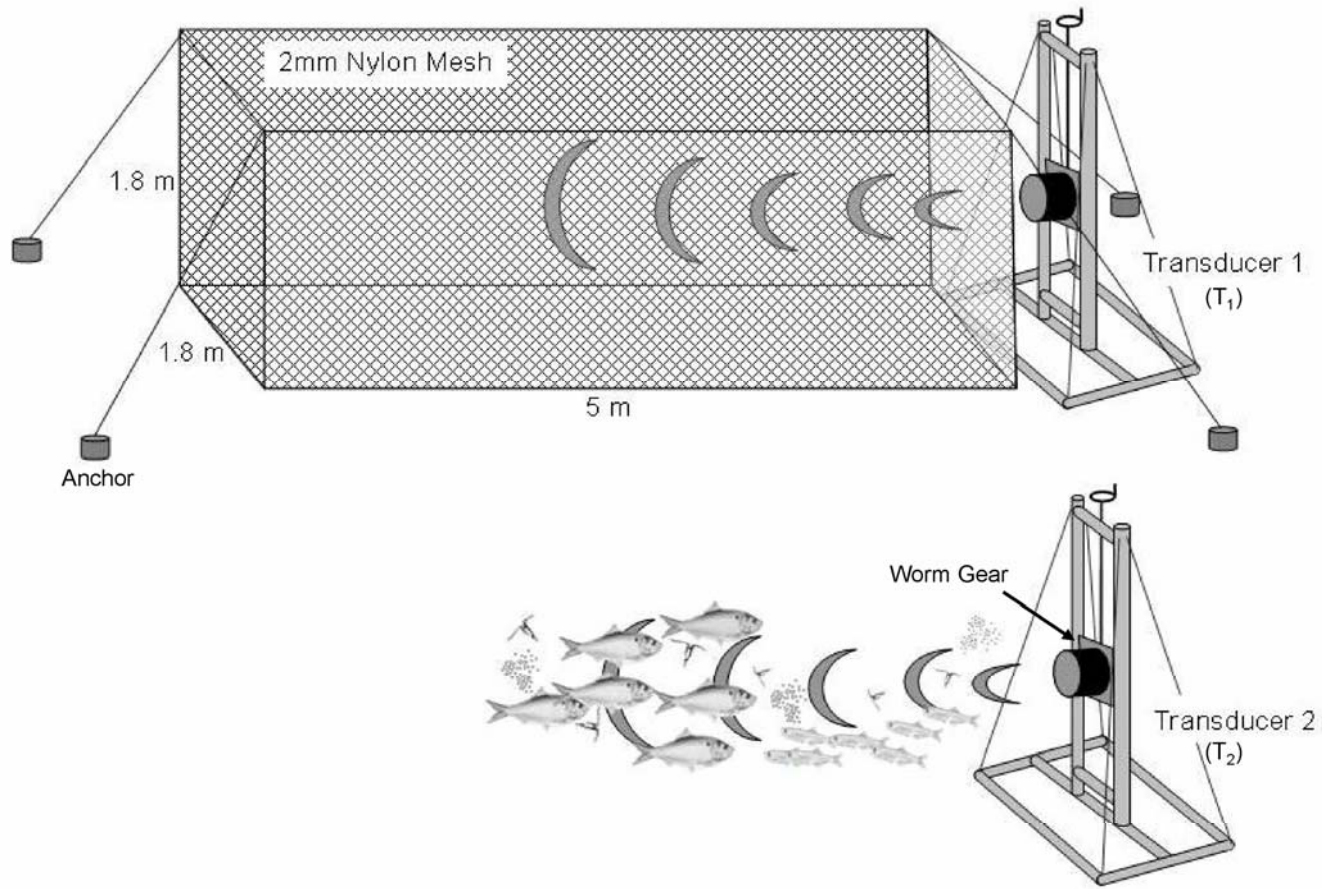 2mm Nylon Mesh
1.8 m
Transducer 1
(T₁)
1.8 m
5 m
Anchor
Worm Gear
Transducer 2
(T₂)